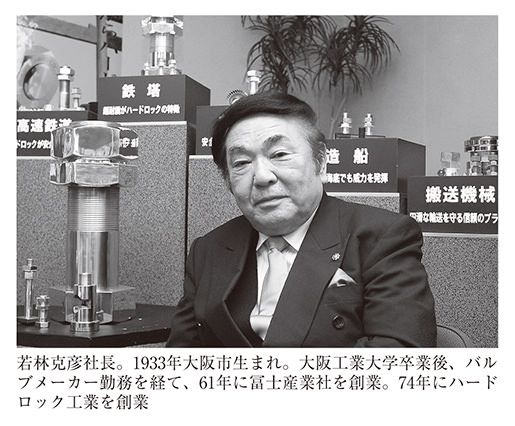 鉄塔
高速鉄道
造船
搬送機械
若林克彦社長。1933年大阪市生まれ。大阪工業大学卒業後、バル
ブメーカー勤務を経て、61年に冨士産業社を創業。74年にハード
ロック工業を創業